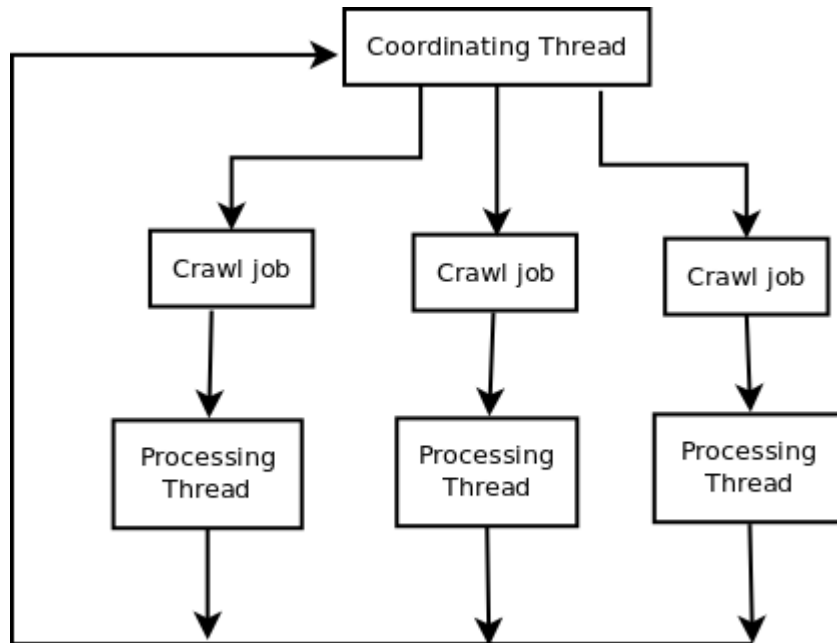 Coordinating Thread
Crawl job
Crawl job
Crawl job
Processing
Thread
Processing
Thread
Processing
Thread